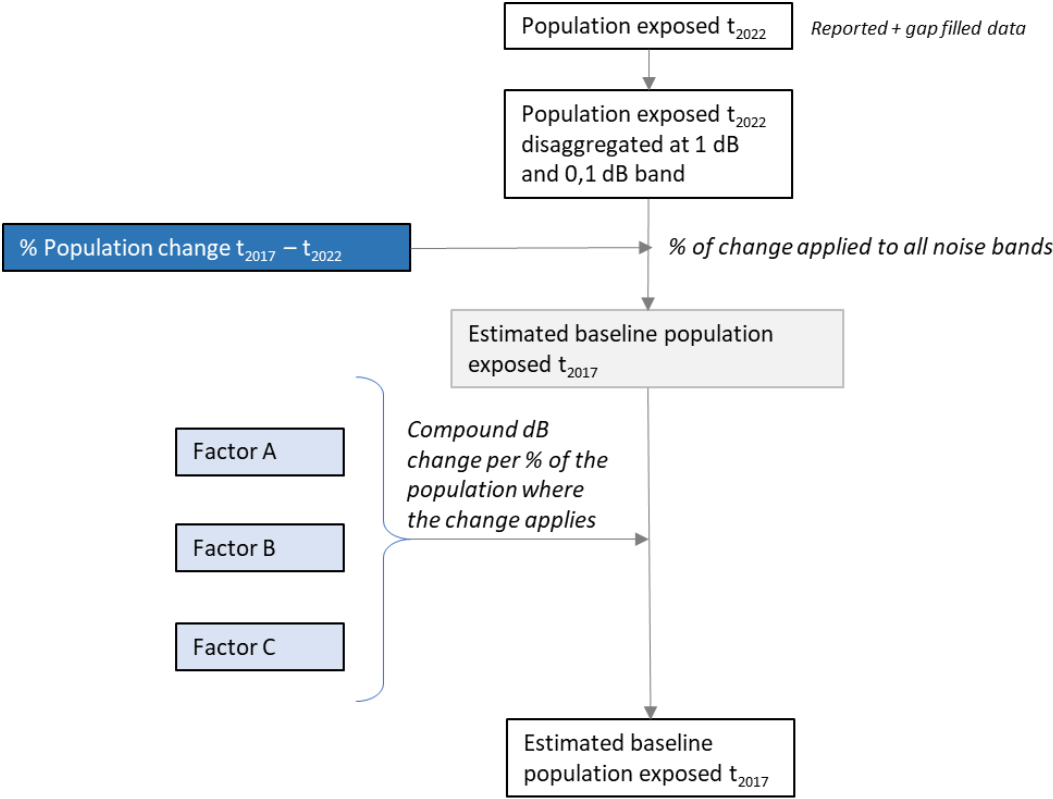 Population exposed t2022
Reported + gap filled data
Population exposed t2022
disaggregated at 1 dB
and 0,1 dB band
% Population change t2017 – t2022
% of change applied to all noise bands
Estimated baseline population
exposed t2017
Compound dB
change per % of the
population where
the change applies
Factor A
Factor B
Factor C
Estimated baseline
population exposed t2017